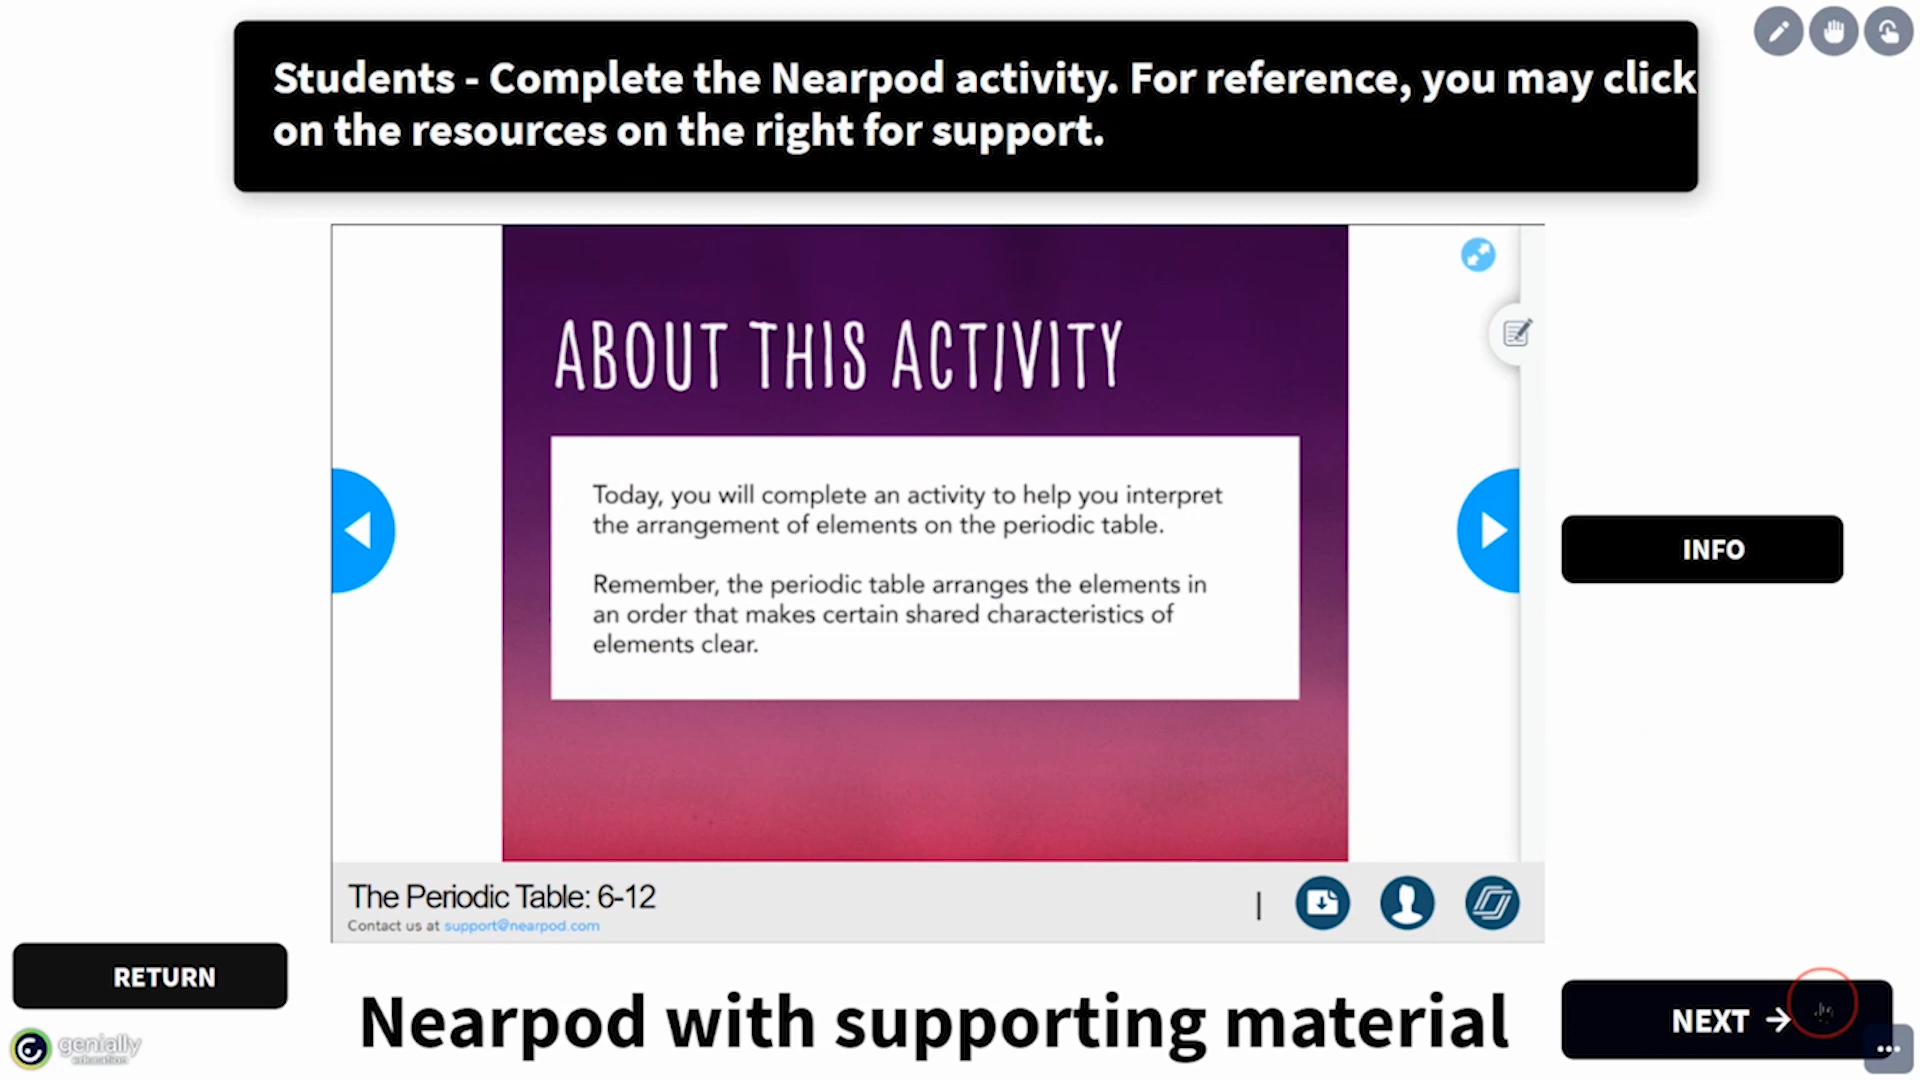 Students - Complete the Nearpod activity. For reference, you may click
on the resources on the right for support.
ABOUT THIS ACTIVITY
Today, you will complete an activity to help you interpret
the arrangement of elements on the periodic table.
Remember, the periodic table arranges the elements in
an order that makes certain shared characteristics of
elements clear.
INFO
The Periodic Table: 6-12
Contact us at support@nearpod.com
RETURN
Nearpod with supporting material
NEXT →
genially
education